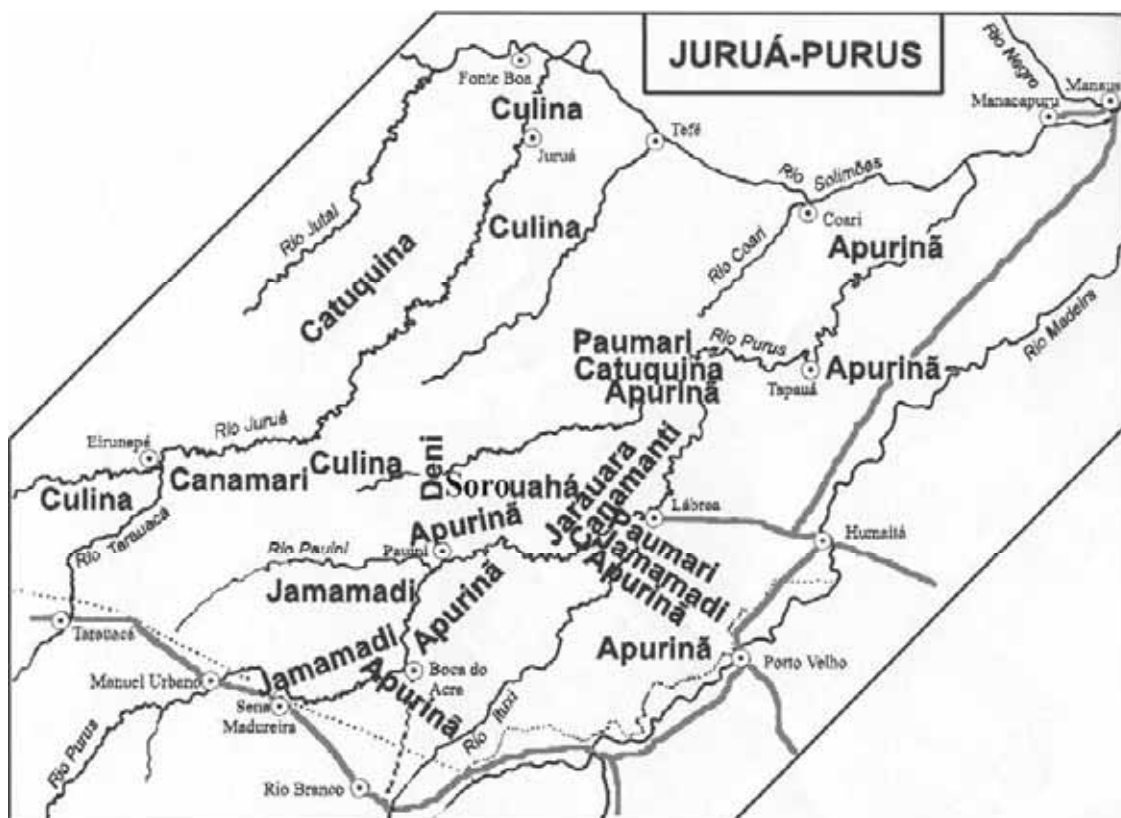 JURUÁ-PURUS
Rio Negro
Manaus
Manacapuru
Fonte Boa
Culina
Juruá
Tefé
Rio Solimões
Coari
Rio Jutaí
Culina
Rio Coari
Apurinã
Catuquina
Rio Madeira
Paumari
Rio Purus
Catuquina
Apurinã
Tapauá
Apurinã
Rio Juruá
Eirunepé
Culina
Canamari
Culina
Deni
Sorouahá
Jarauara
Canamanti
Apurinã
Lábrea
Paumari
Jamamadi
Apurinã
Humaitá
Rio Tarauacá
Rio Pauini
Pauini
Jamamadi
Apurinã
Tarauacá
Apurinã
Porto Velho
Jamamadi
Boca do
Acre
Apurinã
Manuel Urbano
Sena
Madureira
Rio Ituxi
Rio Purus
Rio Branco